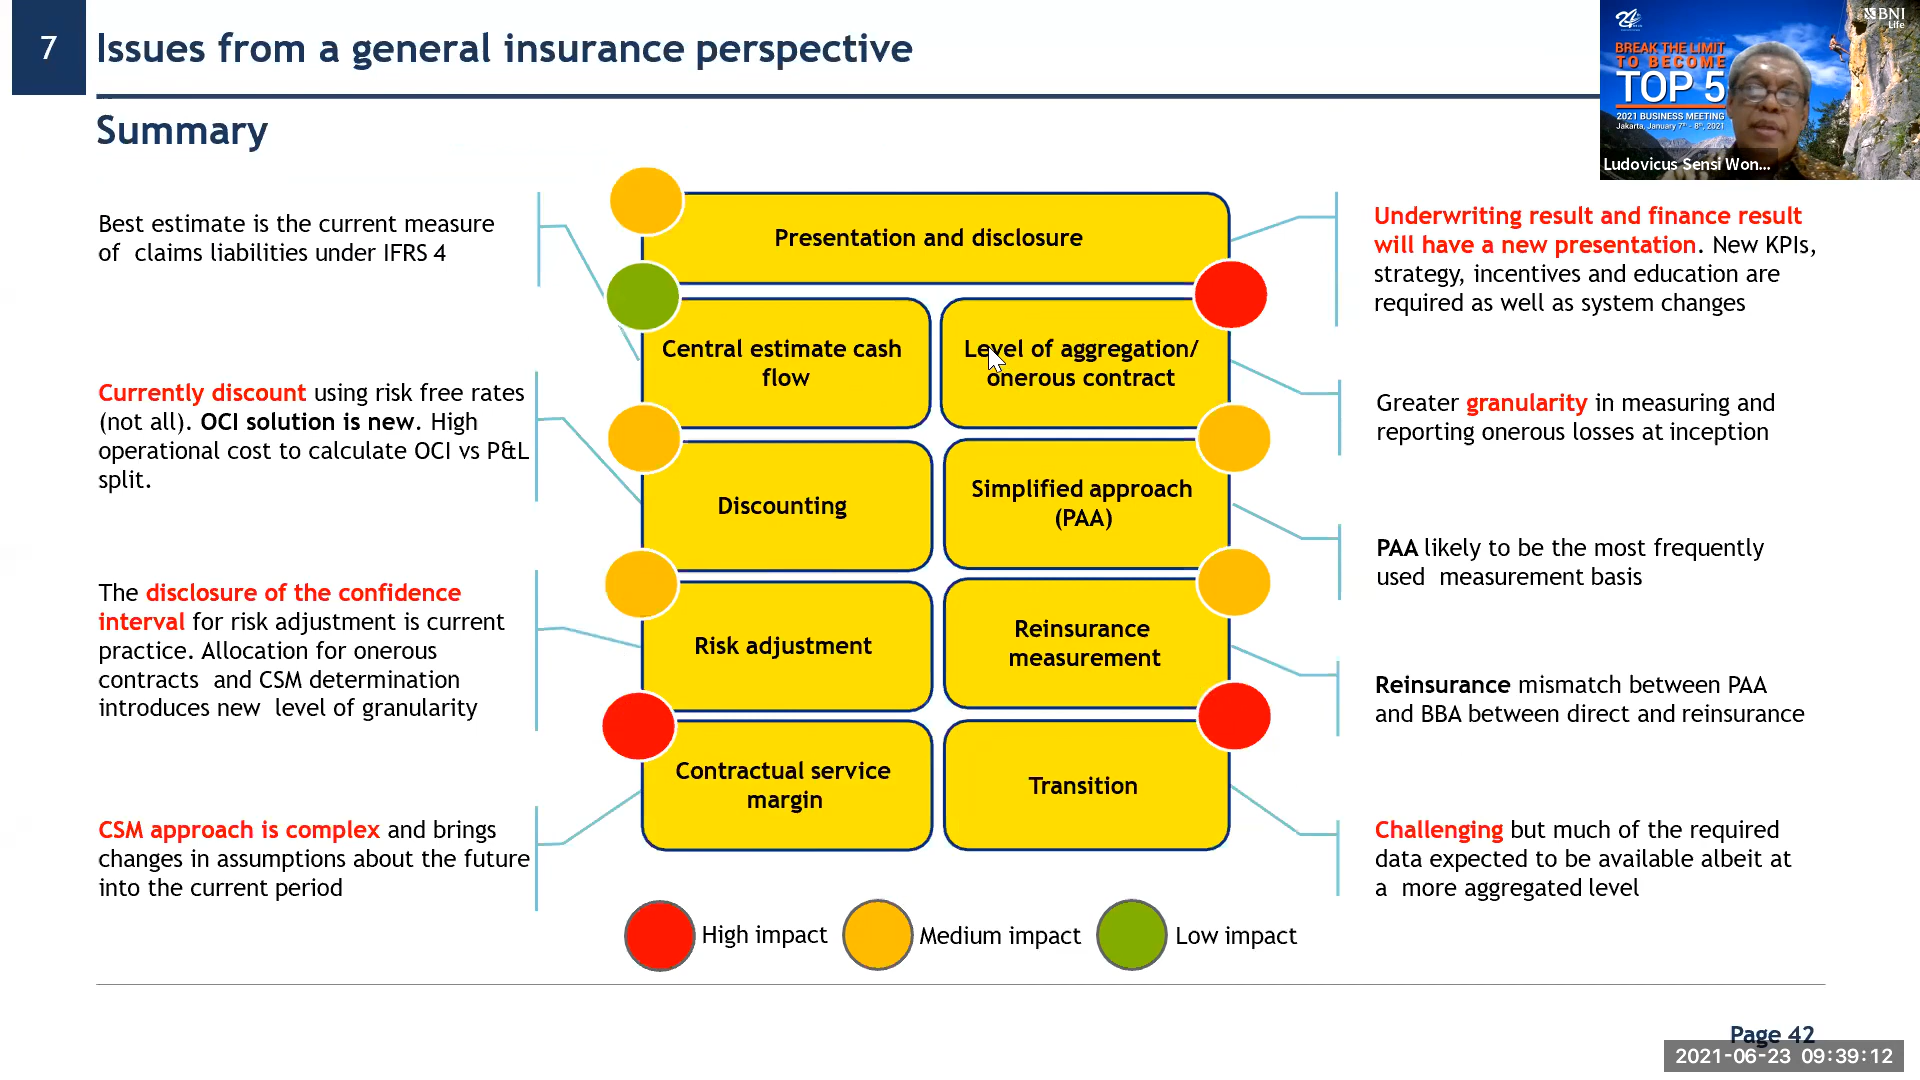 7
Issues from a general insurance perspective
Summary
Best estimate is the current measure
of claims liabilities under IFRS 4
Currently discount using risk free rates
(not all). OCI solution is new. High
operational cost to calculate OCI vs P&L
split.
The disclosure of the confidence
interval for risk adjustment is current
practice. Allocation for onerous
contracts and CSM determination
introduces new level of granularity
CSM approach is complex and brings
changes in assumptions about the future
into the current period
Presentation and disclosure
Central estimate cash
flow
Level of aggregation/
onerous contract
Discounting
Simplified approach
(PAA)
Risk adjustment
Reinsurance
measurement
Contractual service
margin
Transition
Underwriting result and finance result
will have a new presentation. New KPIs,
strategy, incentives and education are
required as well as system changes
Greater granularity in measuring and
reporting onerous losses at inception
PAA likely to be the most frequently
used measurement basis
Reinsurance mismatch between PAA
and BBA between direct and reinsurance
Challenging but much of the required
data expected to be available albeit at
a more aggregated level
High impact
Medium impact
Low impact
Page 42
2021-06-23 09:39:12
BNI
Life
BREAK THE LIMIT
TO BECOME
TOP 5
2021 BUSINESS MEETING
Jakarta, January 7th - 8th, 2021
Ludovicus Sensi Won...